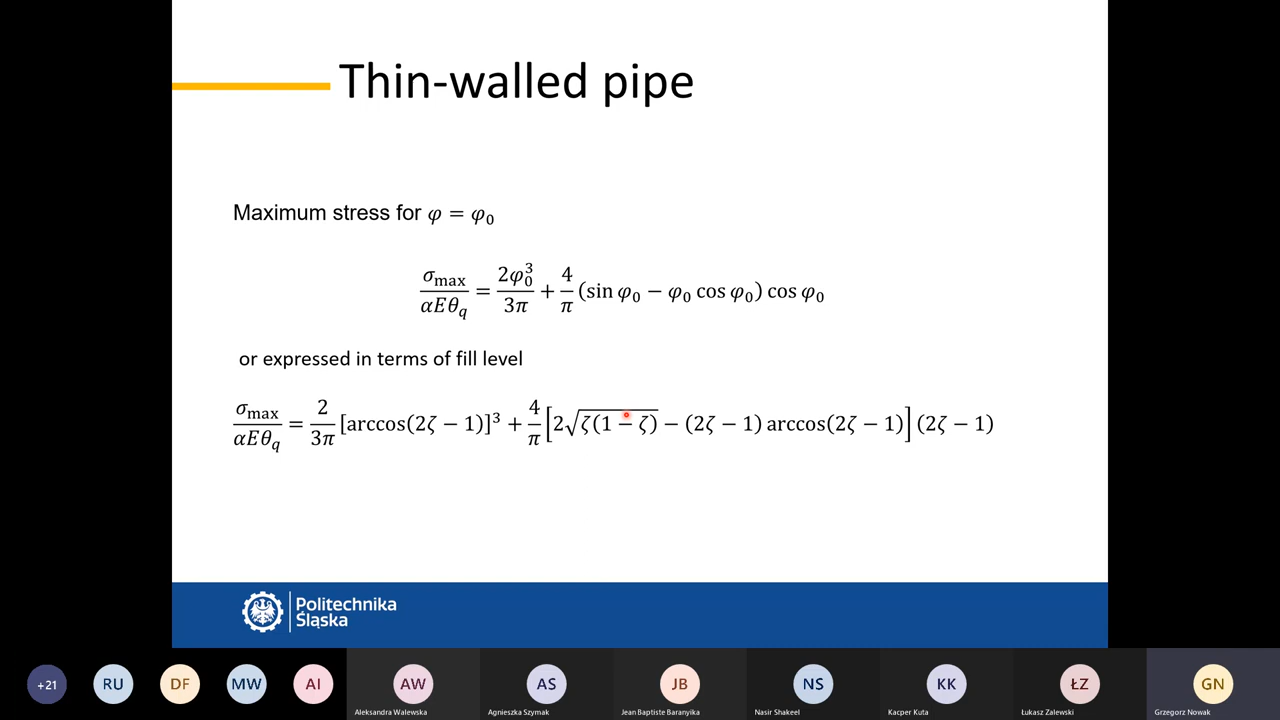 Thin-walled pipe
Maximum stress for φ = φ₀
σ_max/αEθ_q = 2φ₀³/3π + 4/π (sin φ₀ − φ₀ cos φ₀) cos φ₀
or expressed in terms of fill level
σ_max/αEθ_q = 2/3π [arccos(2ζ − 1)]³ + 4/π [2√ζ(1 − ζ) − (2ζ − 1) arccos(2ζ − 1)] (2ζ − 1)
Politechnika
Śląska
+21 RU DF MW AI AW AS JB NS KK ŁZ GN
Aleksandra Walewska Agnieszka Szymak Jean Baptiste Baranyika Nasir Shakeel Kacper Kuta Łukasz Zalewski Grzegorz Nowak